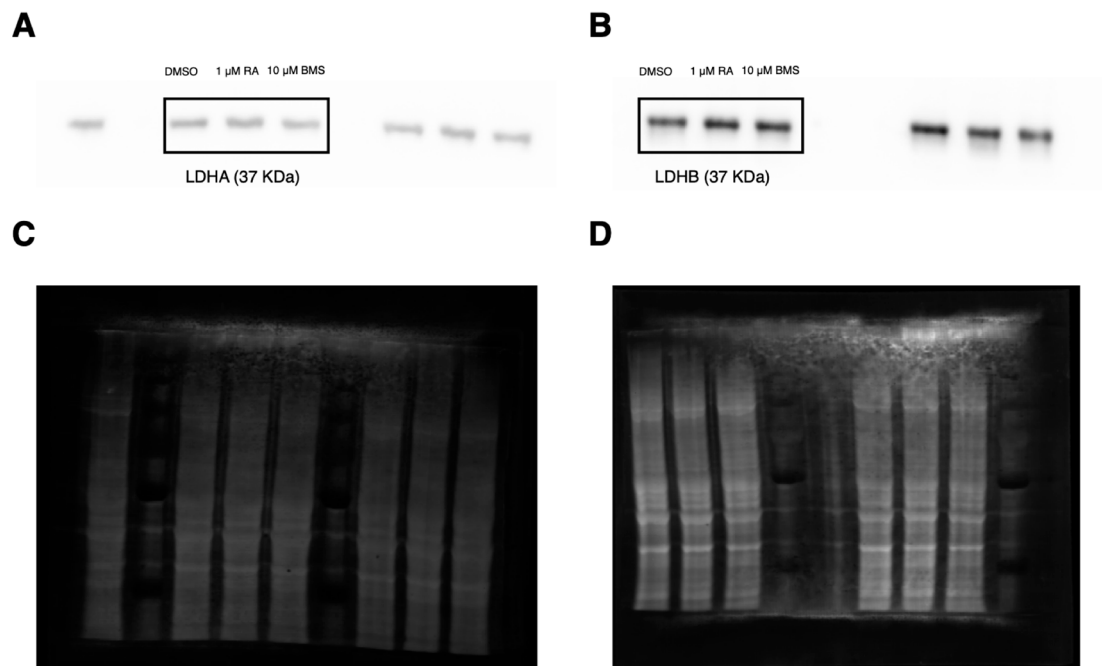 A
B
DMSO 1 µM RA 10 µM BMS
DMSO 1 µM RA 10 µM BMS
LDHA (37 KDa)
LDHB (37 KDa)
C
D